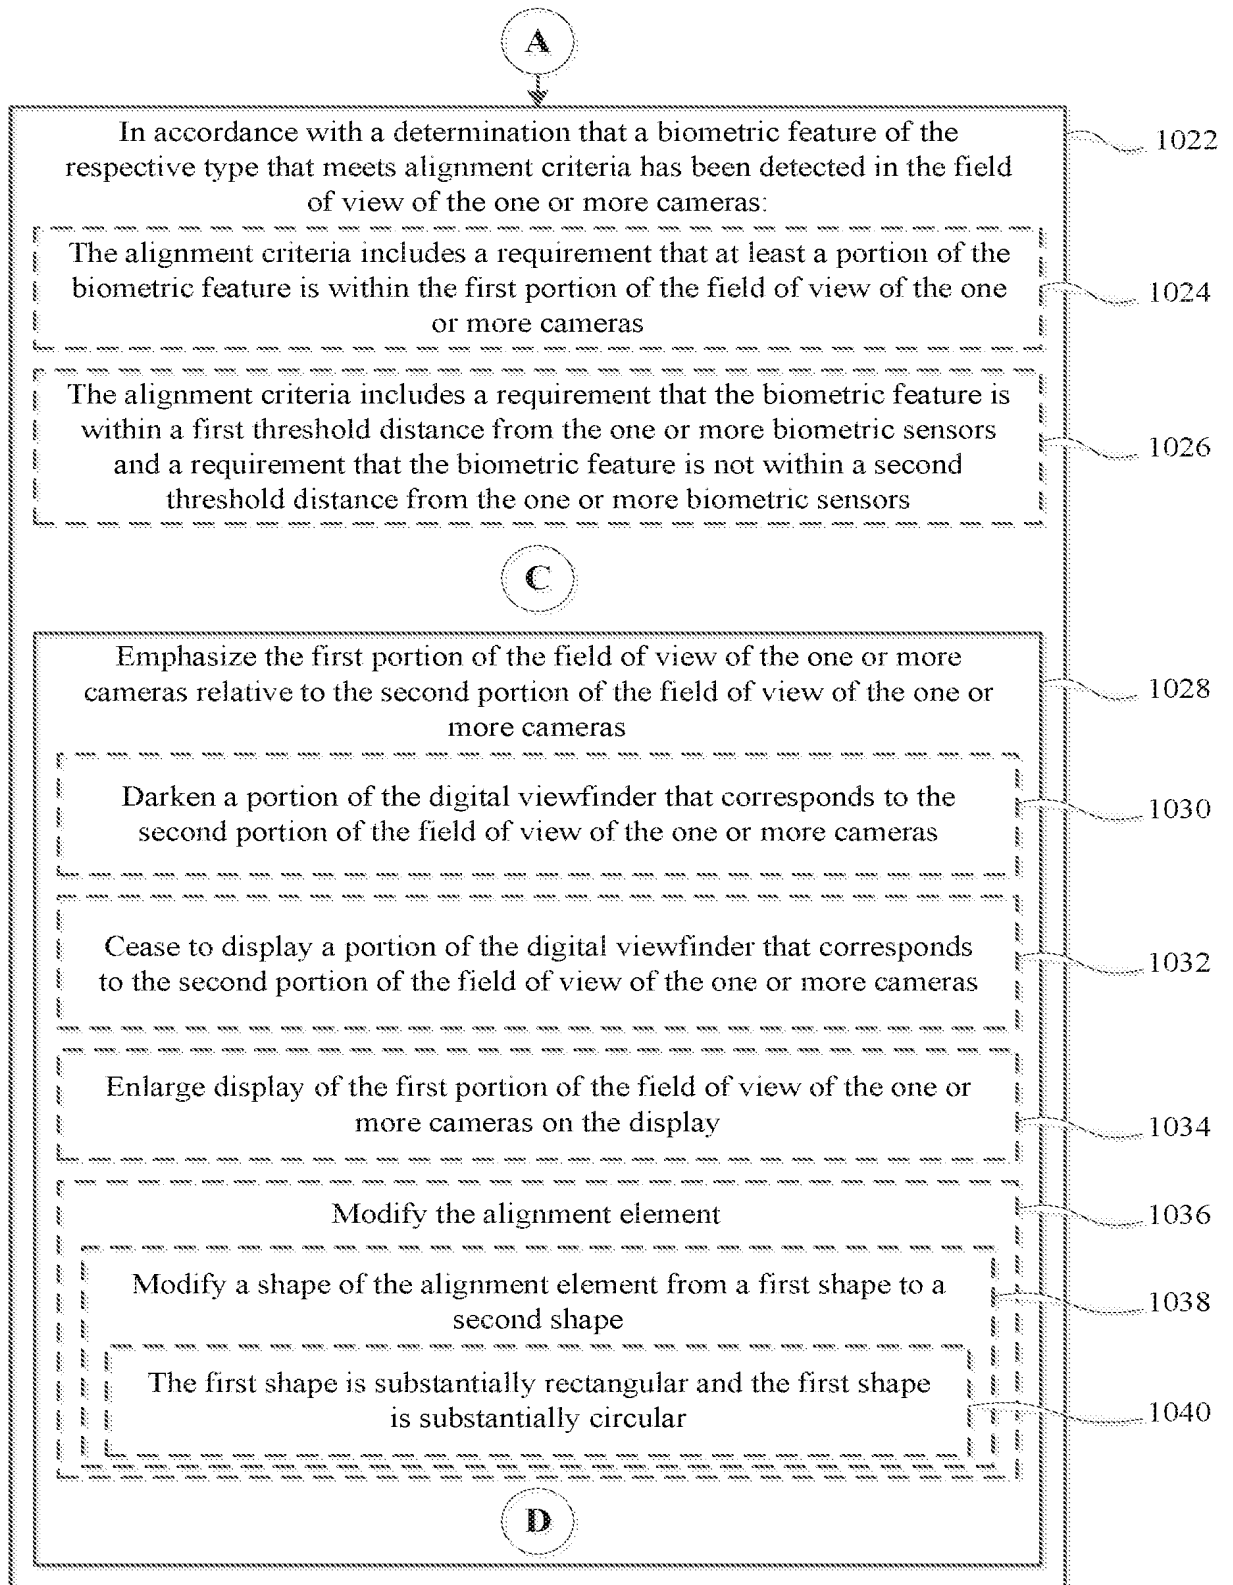 A
In accordance with a determination that a biometric feature of the
respective type that meets alignment criteria has been detected in the field
of view of the one or more cameras:
1022
The alignment criteria includes a requirement that at least a portion of the
biometric feature is within the first portion of the field of view of the one
or more cameras
1024
The alignment criteria includes a requirement that the biometric feature is
within a first threshold distance from the one or more biometric sensors
and a requirement that the biometric feature is not within a second
threshold distance from the one or more biometric sensors
1026
C
Emphasize the first portion of the field of view of the one or more
cameras relative to the second portion of the field of view of the one or
more cameras
1028
Darken a portion of the digital viewfinder that corresponds to the
second portion of the field of view of the one or more cameras
1030
Cease to display a portion of the digital viewfinder that corresponds
to the second portion of the field of view of the one or more cameras
1032
Enlarge display of the first portion of the field of view of the one or
more cameras on the display
1034
Modify the alignment element
1036
Modify a shape of the alignment element from a first shape to a
second shape
1038
The first shape is substantially rectangular and the first shape
is substantially circular
1040
D